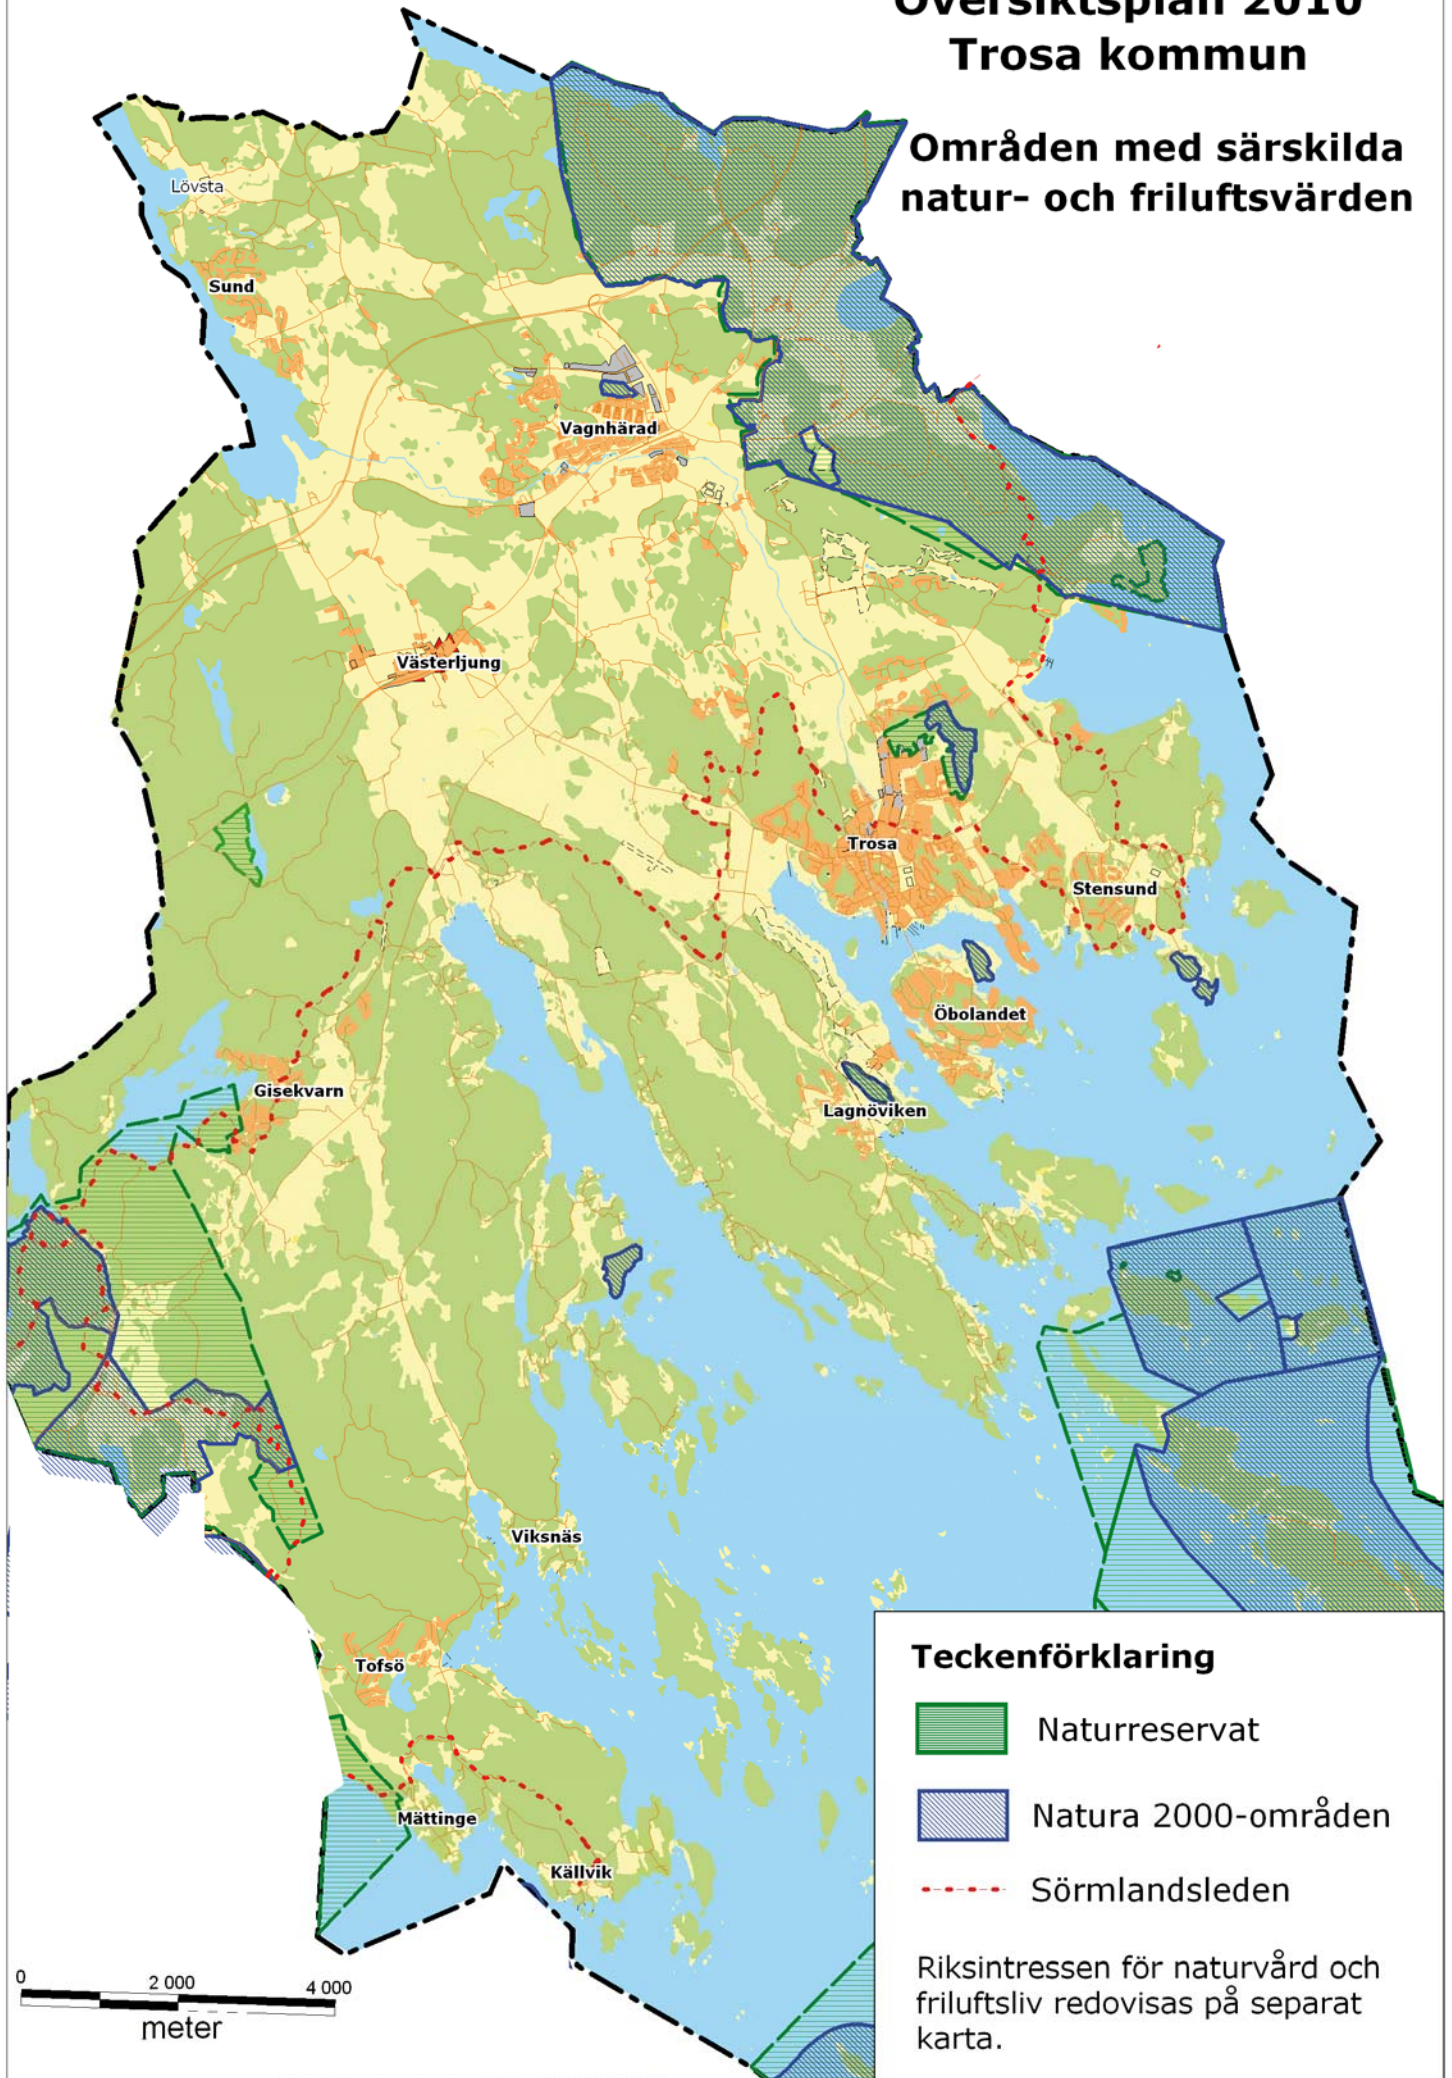 Översiktsplan 2010
Trosa kommun
Områden med särskilda
natur- och friluftsvärden
Lövsta
Sund
Vagnhärad
Västerljung
Trosa
Stensund
Öbolandet
Gisekvarn
Lagnöviken
Viksnäs
Tofsö
Mättinge
Källvik
Teckenförklaring
Naturreservat
Natura 2000-områden
Sörmlandsleden
Riksintressen för naturvård och
friluftsliv redovisas på separat
karta.
0 2 000 4 000
meter